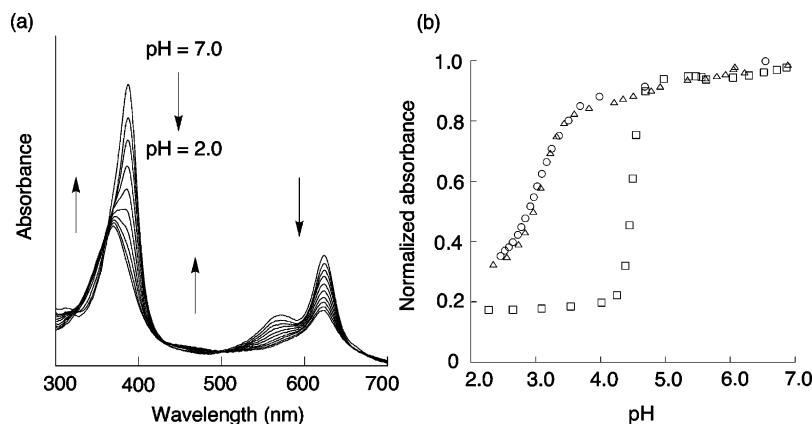 (a)
pH = 7.0
pH = 2.0
Absorbance
300 400 500 600 700
Wavelength (nm)
(b)
Normalized absorbance
1.0
0.8
0.6
0.4
0.2
0
2.0 3.0 4.0 5.0 6.0 7.0
pH